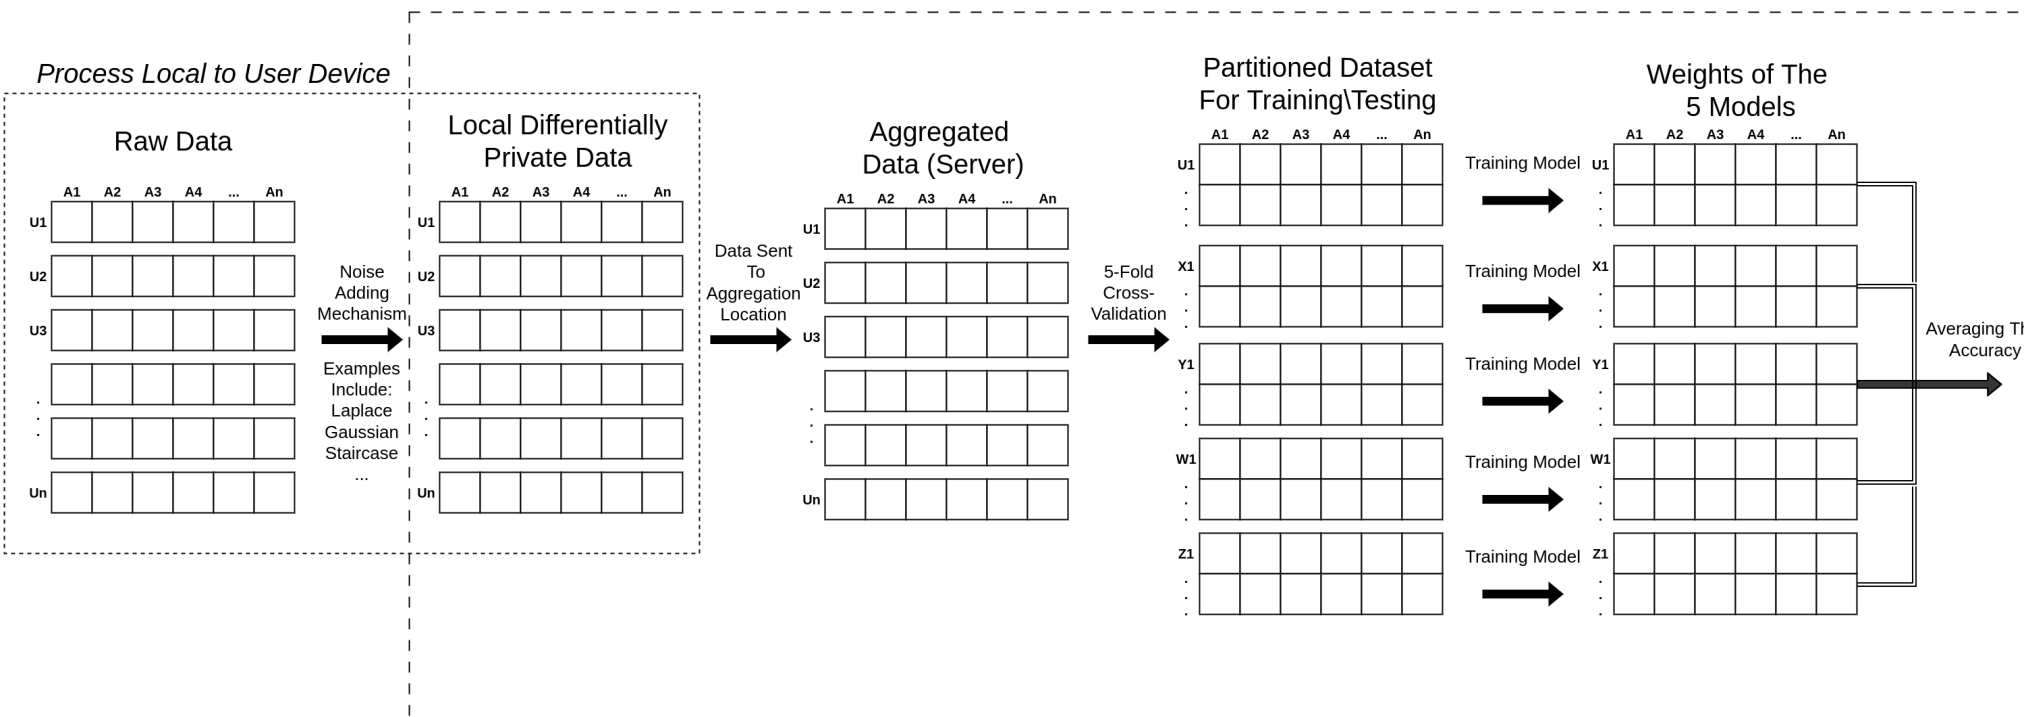 Process Local to User Device
Raw Data
A1 A2 A3 A4 ... An
U1
U2
U3
.
.
.
Un
Noise
Adding
Mechanism
Examples
Include:
Laplace
Gaussian
Staircase
...
Local Differentially
Private Data
A1 A2 A3 A4 ... An
U1
U2
U3
.
.
.
Un
Data Sent
To
Aggregation
Location
Aggregated
Data (Server)
A1 A2 A3 A4 ... An
U1
U2
U3
.
.
.
Un
5-Fold
Cross-
Validation
Partitioned Dataset
For Training\Testing
A1 A2 A3 A4 ... An
U1
.
.
.
X1
.
.
.
Y1
.
.
.
W1
.
.
.
Z1
.
.
.
Training Model
Training Model
Training Model
Training Model
Training Model
Weights of The
5 Models
A1 A2 A3 A4 ... An
U1
.
.
.
X1
.
.
.
Y1
.
.
.
W1
.
.
.
Z1
.
.
.
Averaging
Accuracy